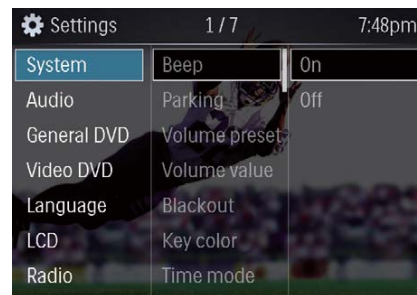 Settings 1 / 7 7:48pm
System Beep On
Audio Parking Off
General DVD Volume preset
Video DVD Volume value
Language Blackout
LCD Key color
Radio Time mode